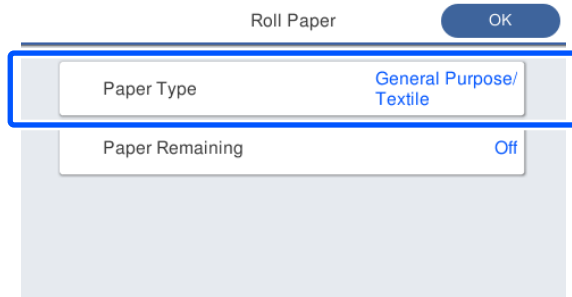 Roll Paper
OK
Paper Type
General Purpose/
Textile
Paper Remaining
Off